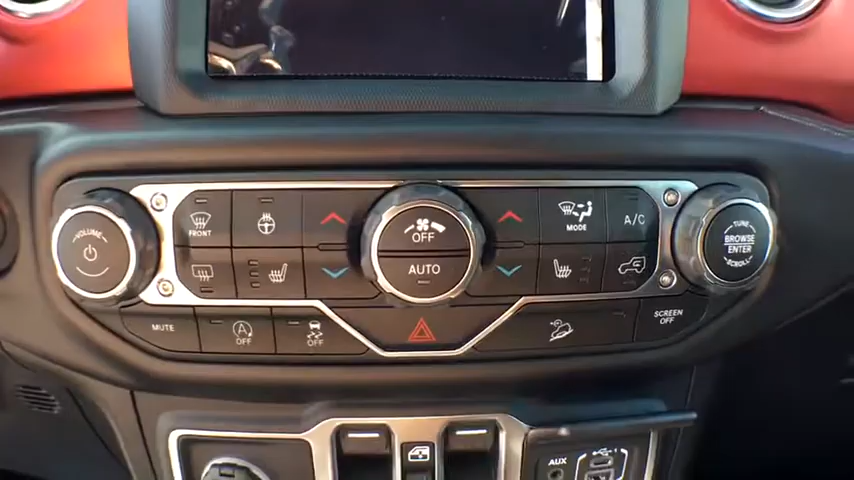 VOLUME
FRONT
OFF
AUTO
MODE
A/C
TUNE
BROWSE
ENTER
SCROLL
MUTE
A
OFF
OFF
SCREEN
OFF
AUX